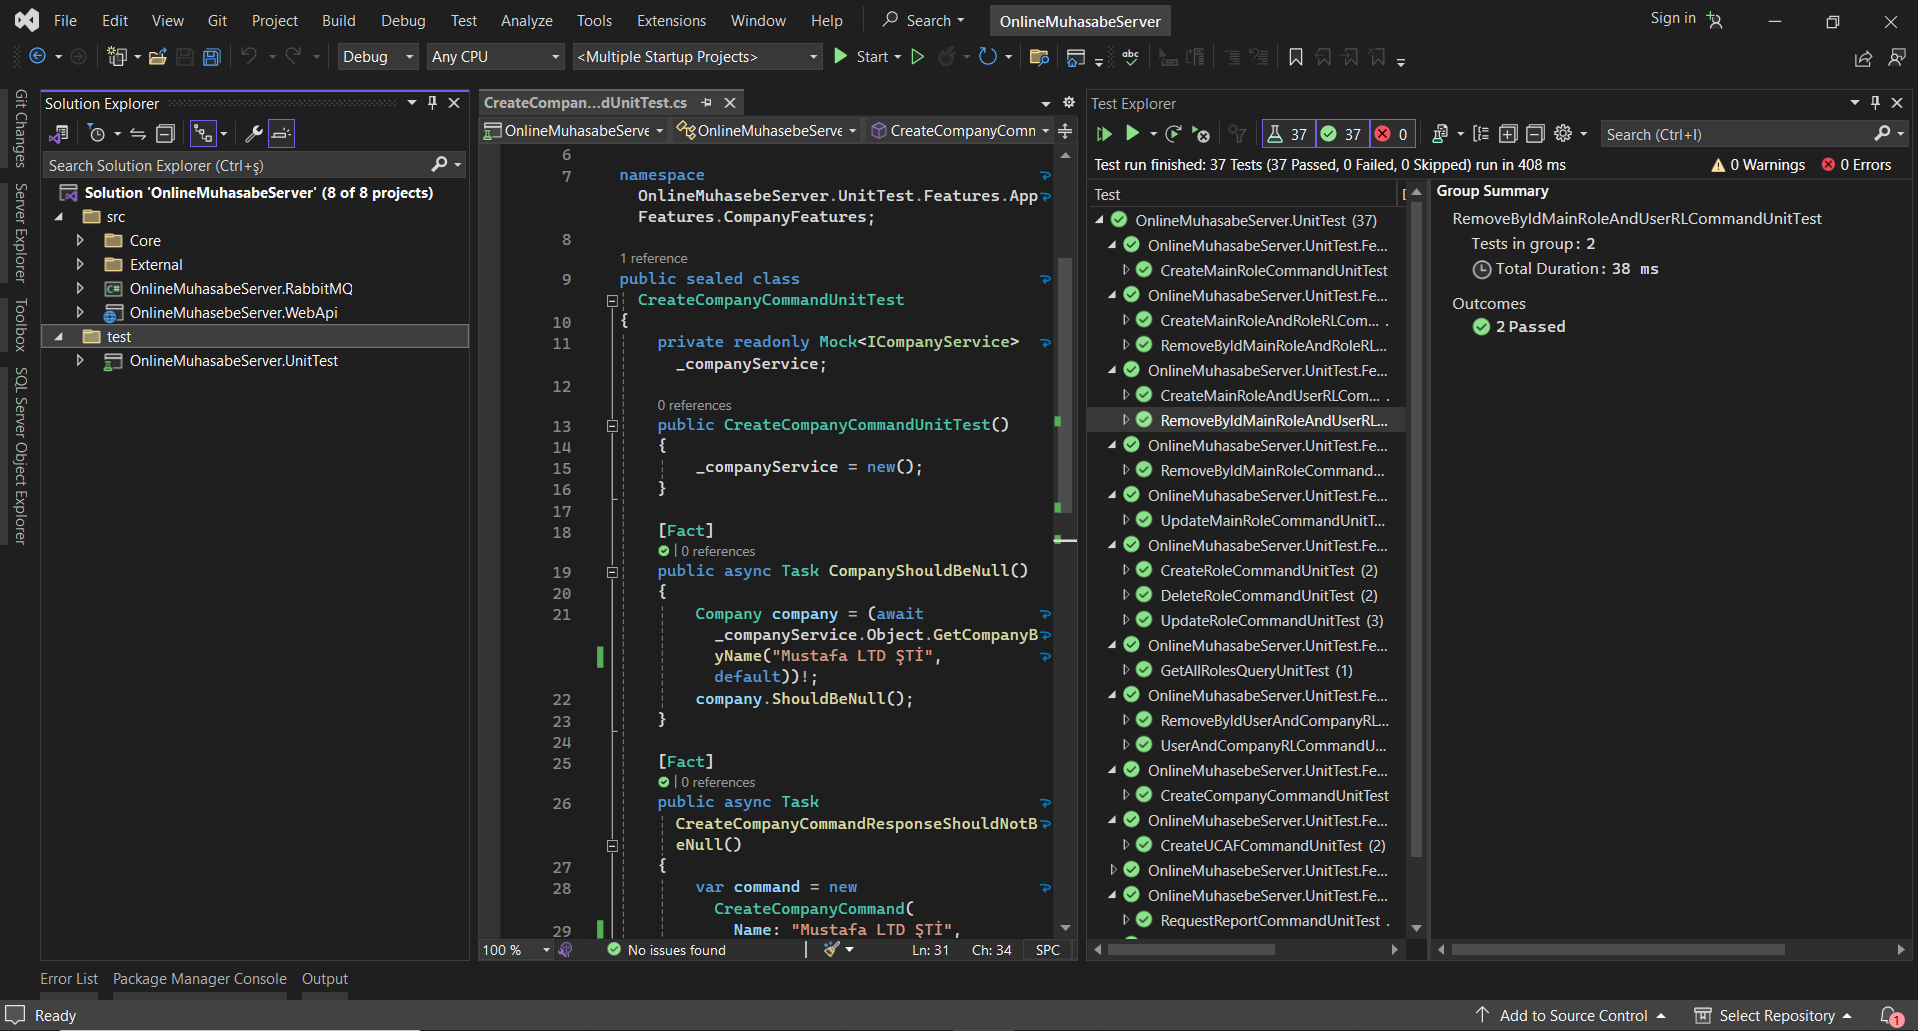 File Edit View Git Project Build Debug Test Analyze Tools Extensions Window Help Search OnlineMuhasabeServer Sign in
Debug Any CPU <Multiple Startup Projects> Start
Git Changes
Server Explorer
Toolbox
SQL Server Object Explorer
Solution Explorer
Search Solution Explorer (Ctrl+ş)
Solution 'OnlineMuhasabeServer' (8 of 8 projects)
src
Core
External
OnlineMuhasabeServer.RabbitMQ
OnlineMuhasebeServer.WebApi
test
OnlineMuhasabeServer.UnitTest
CreateCompan...dUnitTest.cs
OnlineMuhasabeServe OnlineMuhasebeServe CreateCompanyComm
6
7 namespace
OnlineMuhasebeServer.UnitTest.Features.App
Features.CompanyFeatures;
8
1 reference
9 public sealed class
CreateCompanyCommandUnitTest
10 {
11 private readonly Mock<ICompanyService>
_companyService;
12
0 references
13 public CreateCompanyCommandUnitTest()
14 {
15 _companyService = new();
16 }
17
18 [Fact]
| 0 references
19 public async Task CompanyShouldBeNull()
20 {
21 Company company = (await
_companyService.Object.GetCompanyB
yName("Mustafa LTD ŞTİ",
default))!;
22 company.ShouldBeNull();
23 }
24
25 [Fact]
| 0 references
26 public async Task
CreateCompanyCommandResponseShouldNotB
eNull()
27 {
28 var command = new
CreateCompanyCommand(
29 Name: "Mustafa LTD ŞTİ",
100 % No issues found Ln: 31 Ch: 34 SPC
Test Explorer
37 37 0 Search (Ctrl+I)
Test run finished: 37 Tests (37 Passed, 0 Failed, 0 Skipped) run in 408 ms 0 Warnings 0 Errors
Test
OnlineMuhasabeServer.UnitTest (37)
OnlineMuhasabeServer.UnitTest.Fe...
CreateMainRoleCommandUnitTest
OnlineMuhasabeServer.UnitTest.Fe...
CreateMainRoleAndRoleRLCom... .
RemoveByIdMainRoleAndRoleRL...
OnlineMuhasabeServer.UnitTest.Fe...
CreateMainRoleAndUserRLCom... .
RemoveByIdMainRoleAndUserRL...
OnlineMuhasabeServer.UnitTest.Fe...
RemoveByIdMainRoleCommand...
OnlineMuhasabeServer.UnitTest.Fe...
UpdateMainRoleCommandUnitT...
OnlineMuhasabeServer.UnitTest.Fe...
CreateRoleCommandUnitTest (2)
DeleteRoleCommandUnitTest (2)
UpdateRoleCommandUnitTest (3)
OnlineMuhasabeServer.UnitTest.Fe...
GetAllRolesQueryUnitTest (1)
OnlineMuhasabeServer.UnitTest.Fe...
RemoveByIdUserAndCompanyRL...
UserAndCompanyRLCommandU...
OnlineMuhasebeServer.UnitTest.Fe...
CreateCompanyCommandUnitTest
OnlineMuhasebeServer.UnitTest.Fe...
CreateUCAFCommandUnitTest (2)
OnlineMuhasebeServer.UnitTest.Fe...
OnlineMuhasebeServer.UnitTest.Fe...
RequestReportCommandUnitTest .
Group Summary
RemoveByIdMainRoleAndUserRLCommandUnitTest
Tests in group: 2
Total Duration: 38 ms
Outcomes
2 Passed
Error List Package Manager Console Output
Ready Add to Source Control Select Repository 1